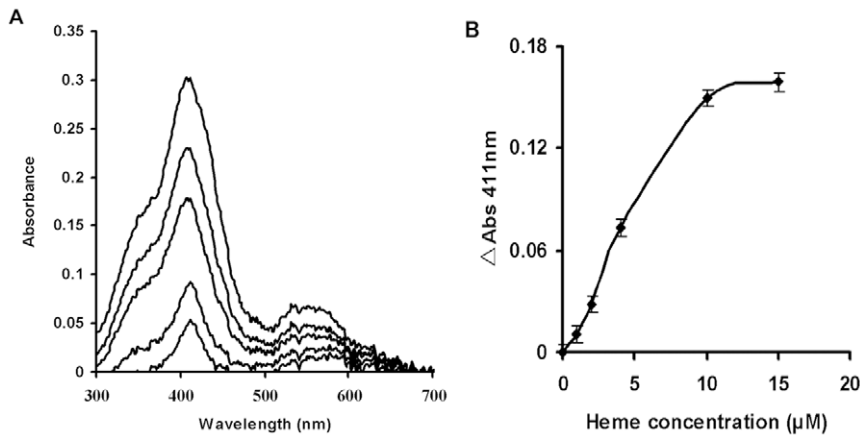 A
0.35
0.3
0.25
0.2
0.15
0.1
0.05
0
Absorbance
300 400 500 600 700
Wavelength (nm)
B
0.18
0.12
0.06
0
△ Abs 411nm
0 5 10 15 20
Heme concentration (μM)